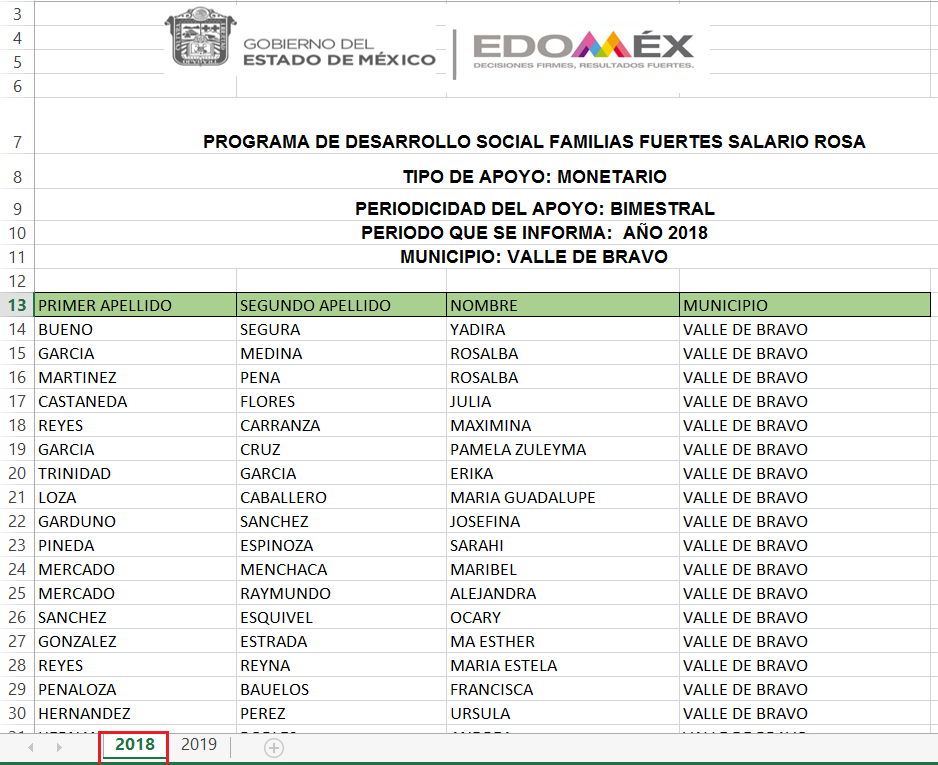 3
4
5
6
GOBIERNO DEL
ESTADO DE MÉXICO
EDOMÉX
DECISIONES FIRMES, RESULTADOS FUERTES.
7 PROGRAMA DE DESARROLLO SOCIAL FAMILIAS FUERTES SALARIO ROSA
8 TIPO DE APOYO: MONETARIO
9 PERIODICIDAD DEL APOYO: BIMESTRAL
10 PERIODO QUE SE INFORMA: AÑO 2018
11 MUNICIPIO: VALLE DE BRAVO
12
13 PRIMER APELLIDO SEGUNDO APELLIDO NOMBRE MUNICIPIO
14 BUENO SEGURA YADIRA VALLE DE BRAVO
15 GARCIA MEDINA ROSALBA VALLE DE BRAVO
16 MARTINEZ PENA ROSALBA VALLE DE BRAVO
17 CASTANEDA FLORES JULIA VALLE DE BRAVO
18 REYES CARRANZA MAXIMINA VALLE DE BRAVO
19 GARCIA CRUZ PAMELA ZULEYMA VALLE DE BRAVO
20 TRINIDAD GARCIA ERIKA VALLE DE BRAVO
21 LOZA CABALLERO MARIA GUADALUPE VALLE DE BRAVO
22 GARDUNO SANCHEZ JOSEFINA VALLE DE BRAVO
23 PINEDA ESPINOZA SARAHI VALLE DE BRAVO
24 MERCADO MENCHACA MARIBEL VALLE DE BRAVO
25 MERCADO RAYMUNDO ALEJANDRA VALLE DE BRAVO
26 SANCHEZ ESQUIVEL OCARY VALLE DE BRAVO
27 GONZALEZ ESTRADA MA ESTHER VALLE DE BRAVO
28 REYES REYNA MARIA ESTELA VALLE DE BRAVO
29 PENALOZA BAUELOS FRANCISCA VALLE DE BRAVO
30 HERNANDEZ PEREZ URSULA VALLE DE BRAVO
2018 2019